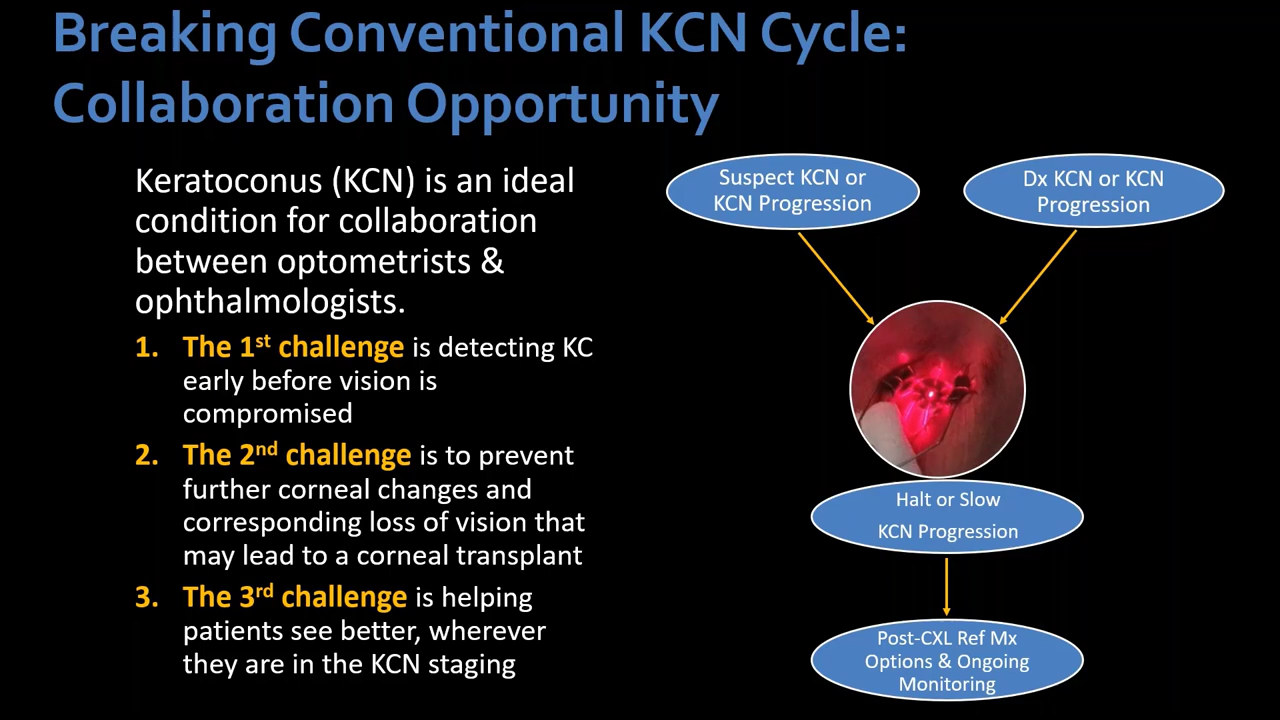 Breaking Conventional KCN Cycle:
Collaboration Opportunity
Keratoconus (KCN) is an ideal
condition for collaboration
between optometrists &
ophthalmologists.
1. The 1st challenge is detecting KC
early before vision is
compromised
2. The 2nd challenge is to prevent
further corneal changes and
corresponding loss of vision that
may lead to a corneal transplant
3. The 3rd challenge is helping
patients see better, wherever
they are in the KCN staging
Suspect KCN or
KCN Progression
Dx KCN or KCN
Progression
Halt or Slow
KCN Progression
Post-CXL Ref Mx
Options & Ongoing
Monitoring